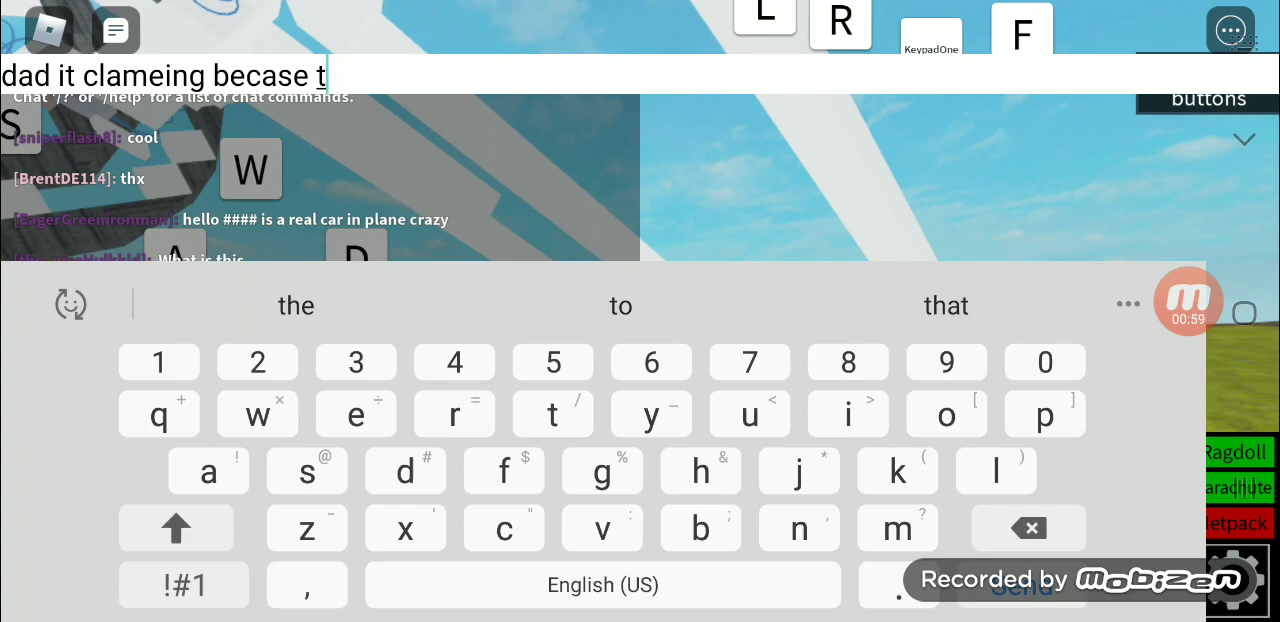 L
R
KeypadOne
F
dad it clameing becase t
Chat '/?' or '/help' for a list of chat commands.
buttons
S
[sniperflash8]: cool
W
[BrentDE114]: thx
[EagerGreenironman]: hello #### is a real car in plane crazy
A
D
What is this
the
to
that
00:59
1 2 3 4 5 6 7 8 9 0
q + w × e ÷ r = t / y _ u < i > o [ p ]
a ! s @ d # f $ g % h & j * k ( l )
z - x ' c " v : b ; n , m ?
!#1 , English (US) . Send
Ragdoll
arachute
Jetpack
Recorded by mobizen